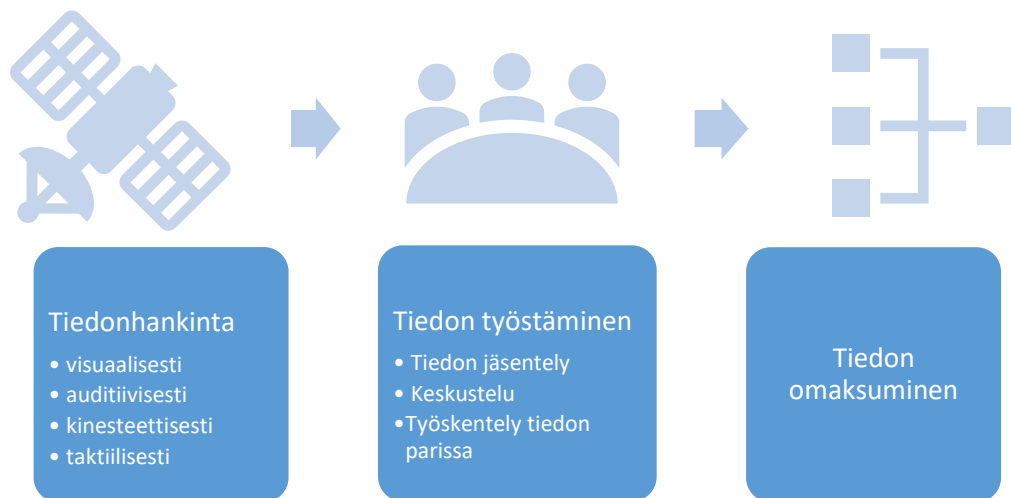 Tiedonhankinta
• visuaalisesti
• auditiivisesti
• kinesteettisesti
• taktiilisesti
Tiedon työstäminen
• Tiedon jäsentely
• Keskustelu
•Työskentely tiedon
parissa
Tiedon
omaksuminen